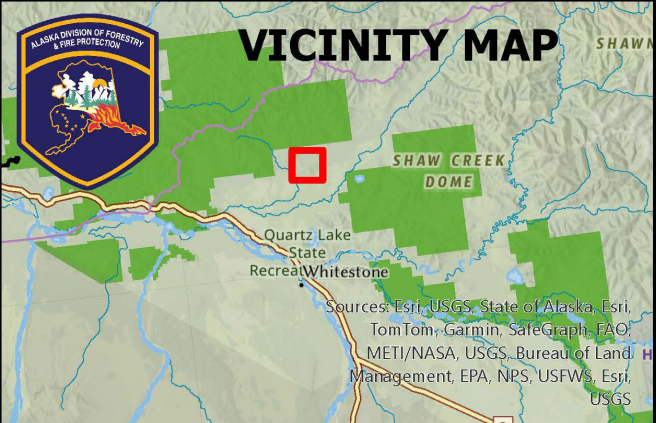 VICINITY MAP
ALASKA DIVISION OF FORESTRY
& FIRE PROTECTION
SHAWN
SHAW CREEK
DOME
Quartz Lake
State
Recreat
Whitestone
Sources: Esri, USGS, State of Alaska, Esri,
TomTom, Garmin, SafeGraph, FAO,
METI/NASA, USGS, Bureau of Land
Management, EPA, NPS, USFWS, Esri,
USGS
H